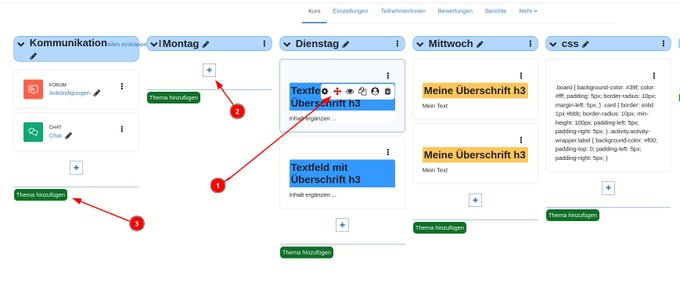 Kurs Einstellungen Teilnehmer/innen Bewertungen Berichte Mehr
Kommunikation
Alles einklappen
FORUM
Ankündigungen
CHAT
Chat
Thema hinzufügen
3
Montag
Thema hinzufügen
2
Dienstag
Textfe
Überschrift h3
Inhalt ergänzen ...
1
Textfeld mit
Überschrift h3
Inhalt ergänzen ...
Thema hinzufügen
Mittwoch
Meine Überschrift h3
Mein Text
Meine Überschrift h3
Mein Text
Thema hinzufügen
css
.board { background-color: #39f; color:
#fff; padding: 5px; border-radius: 10px;
margin-left: 5px; } .card { border: solid
1px #bbb; border-radius: 10px; min-
height: 100px; padding-left: 5px;
padding-right: 5px; } .activity.activity-
wrapper.label { background-color: #f00;
padding-top: 0; padding-left: 5px;
padding-right: 5px; }
Thema hinzufügen